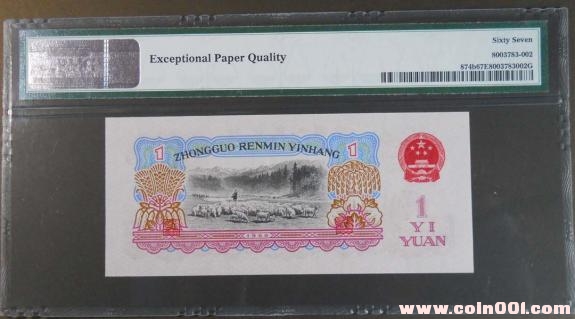 Sixty Seven
Exceptional Paper Quality
8003783-002
874b67E8003783002G
ZHONGGUO RENMIN YINHANG
1
1
1960
1
YI
YUAN
www.coin001.com